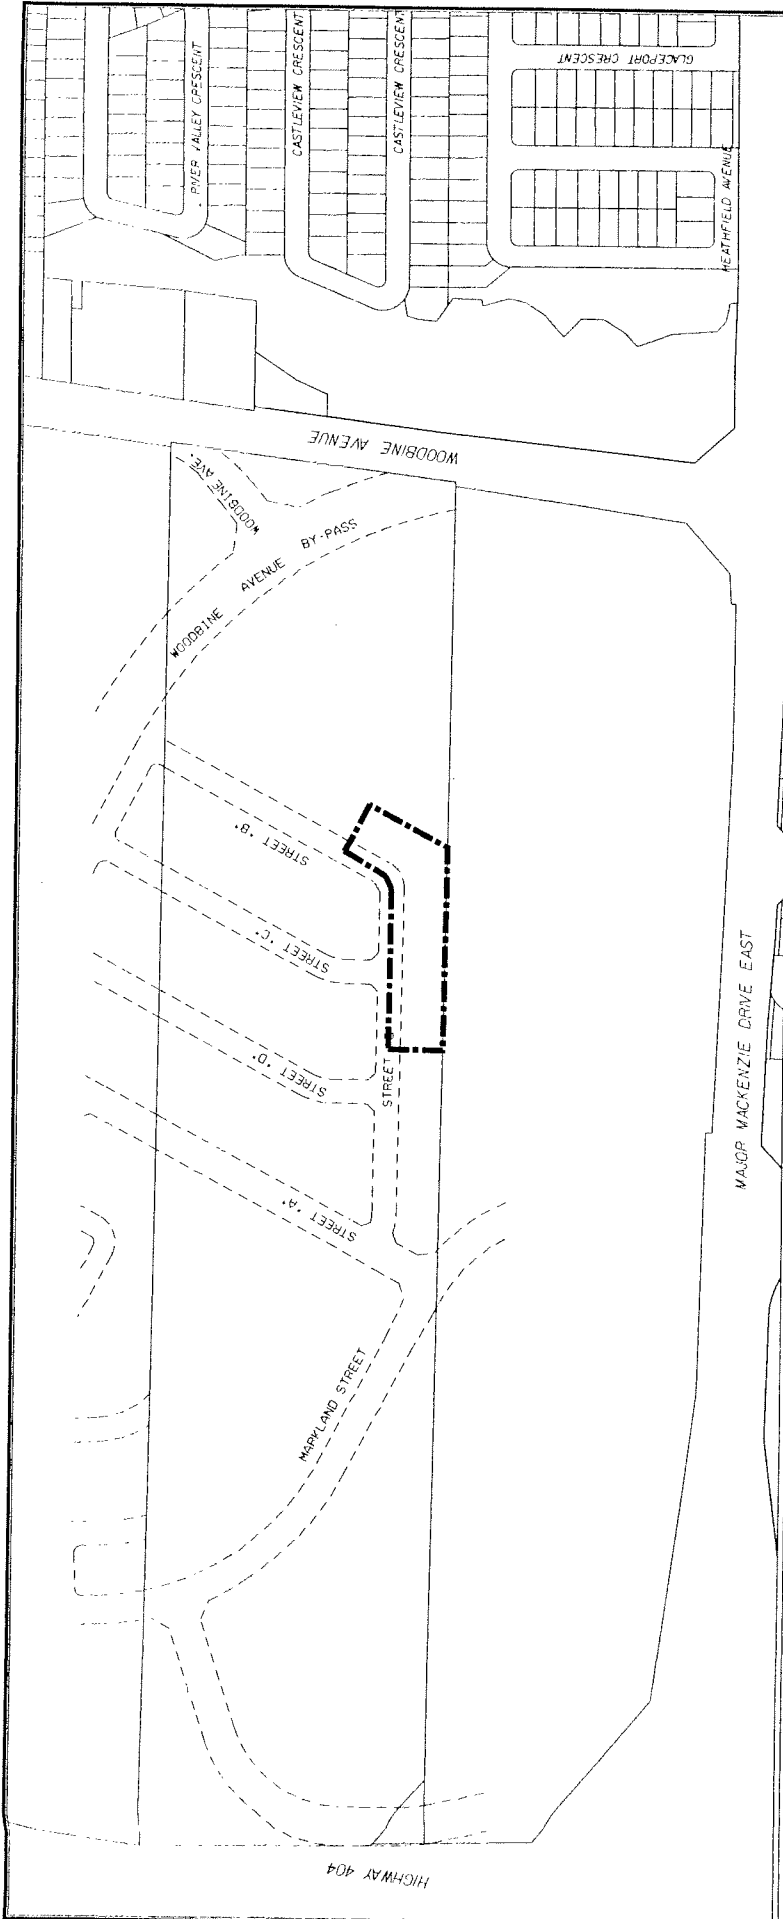 RIVER VALLEY CRESCENT
CASTLEVIEW CRESCENT
CASTLEVIEW CRESCENT
GLACEPORT CRESCENT
HEATHFIELD AVENUE
WOODBINE AVENUE
WOODBINE AVE.
WOODBINE AVENUE BY-PASS
STREET 'B'
STREET 'C'
STREET 'D'
STREET
STREET 'A'
MARKLAND STREET
MAJOR MACKENZIE DRIVE EAST
HIGHWAY 404